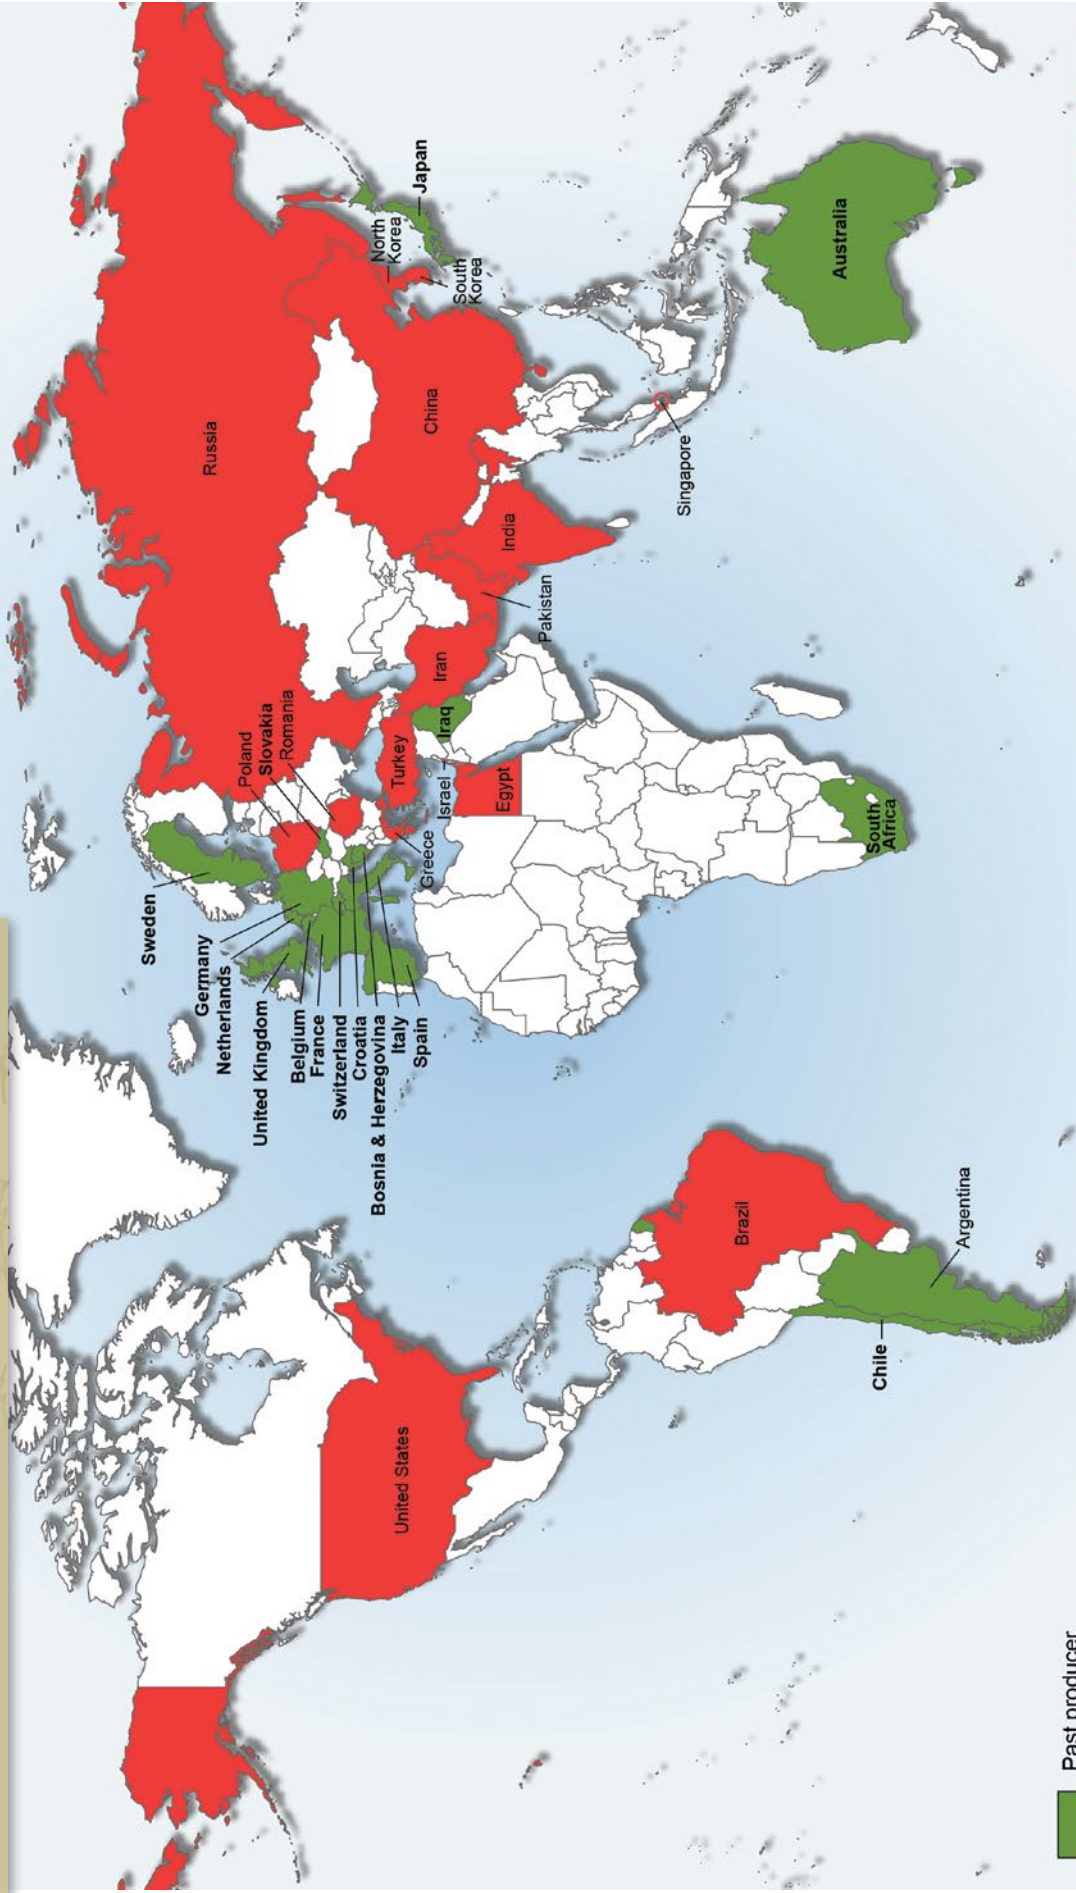 Russia
Poland
Slovakia
Romania
Sweden
Germany
Netherlands
United Kingdom
Belgium
France
Switzerland
Croatia
Bosnia & Herzegovina
Italy
Spain
Greece
Turkey
Israel
Iraq
Iran
Egypt
Pakistan
India
China
North
Korea
South
Korea
Japan
Singapore
Australia
South
Africa
United States
Brazil
Argentina
Chile
Past producer